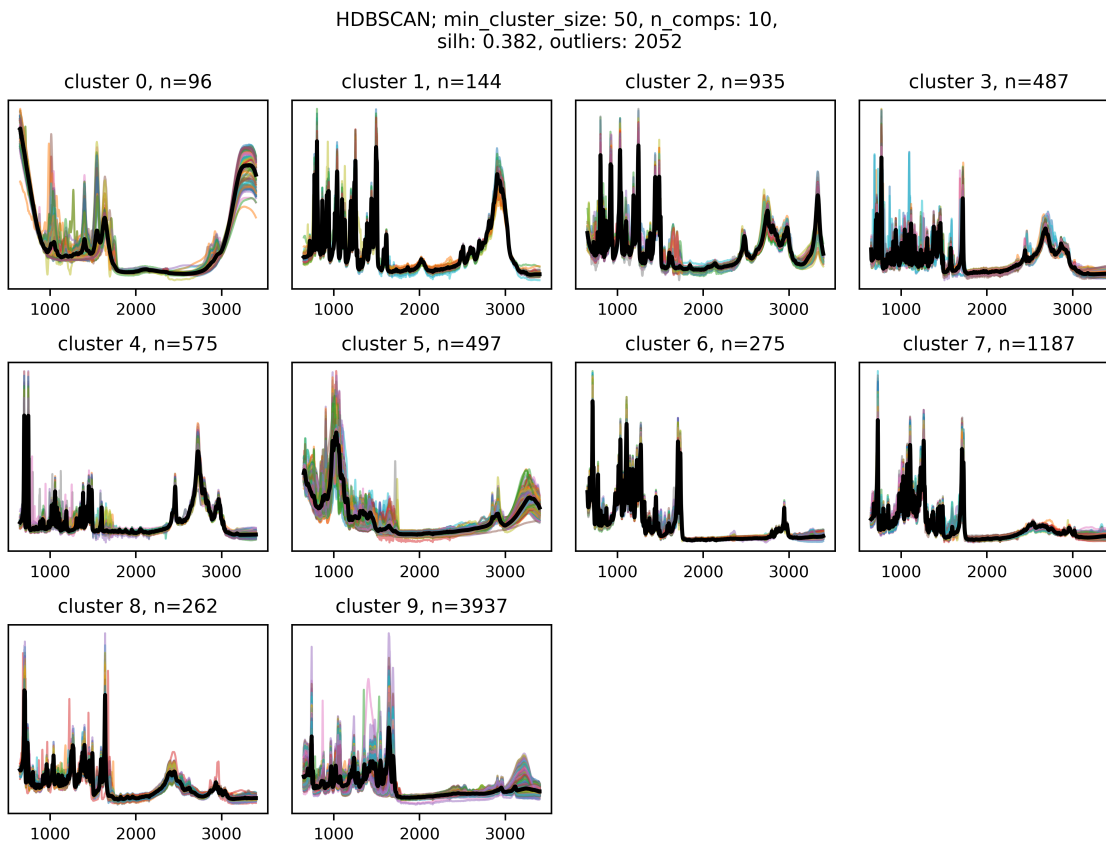 HDBSCAN; min_cluster_size: 50, n_comps: 10,
silh: 0.382, outliers: 2052
cluster 0, n=96
cluster 1, n=144
cluster 2, n=935
cluster 3, n=487
1000 2000 3000
1000 2000 3000
1000 2000 3000
1000 2000 3000
cluster 4, n=575
cluster 5, n=497
cluster 6, n=275
cluster 7, n=1187
1000 2000 3000
1000 2000 3000
1000 2000 3000
1000 2000 3000
cluster 8, n=262
cluster 9, n=3937
1000 2000 3000
1000 2000 3000